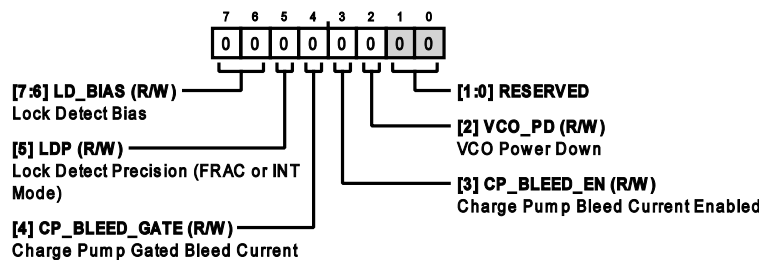 7 6 5 4 3 2 1 0
0 0 0 0 0 0 0 0
[7:6] LD_BIAS (R/W)
Lock Detect Bias
[5] LDP (R/W)
Lock Detect Precision (FRAC or INT
Mode)
[4] CP_BLEED_GATE (R/W)
Charge Pump Gated Bleed Current
[1:0] RESERVED
[2] VCO_PD (R/W)
VCO Power Down
[3] CP_BLEED_EN (R/W)
Charge Pump Bleed Current Enabled